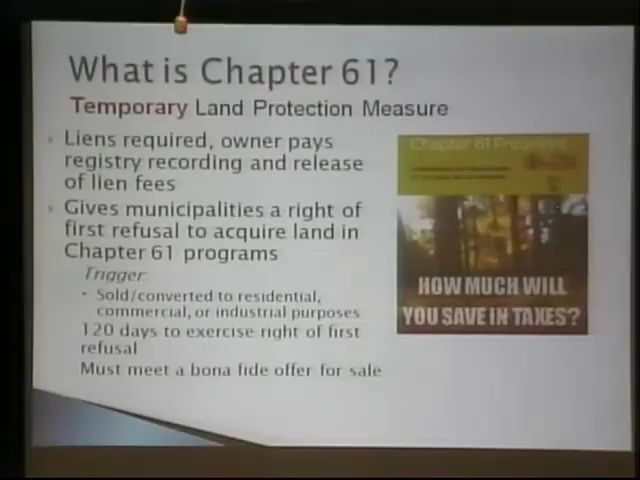 What is Chapter 61?
Temporary Land Protection Measure
Liens required, owner pays
registry recording and release
of lien fees
Gives municipalities a right of
first refusal to acquire land in
Chapter 61 programs
Trigger:
Sold/converted to residential,
commercial, or industrial purposes
120 days to exercise right of first
refusal
Must meet a bona fide offer for sale
Chapter 61 Programs
HOW MUCH WILL
YOU SAVE IN TAXES?